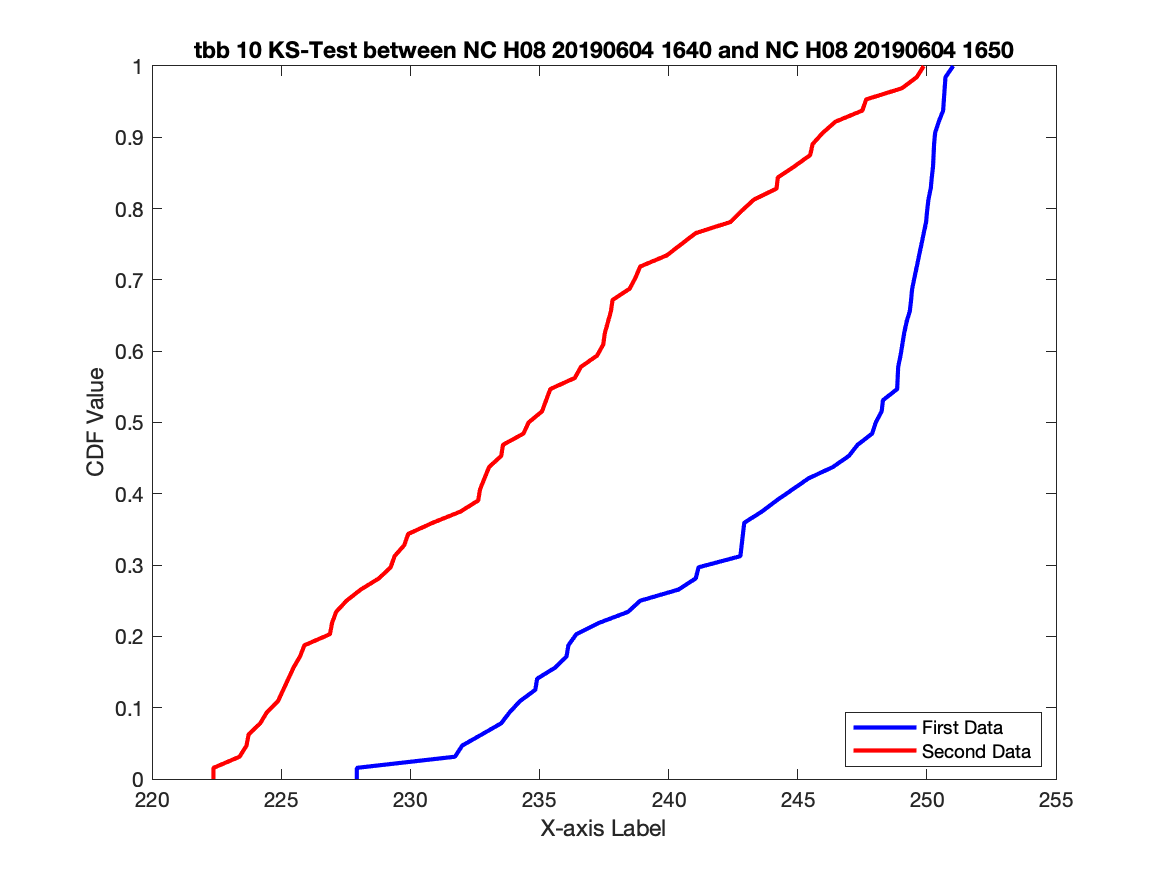 tbb 10 KS-Test between NC H08 20190604 1640 and NC H08 20190604 1650
1
0.9
0.8
0.7
0.6
0.5
0.4
0.3
0.2
0.1
0
CDF Value
220 225 230 235 240 245 250 255
X-axis Label
First Data
Second Data